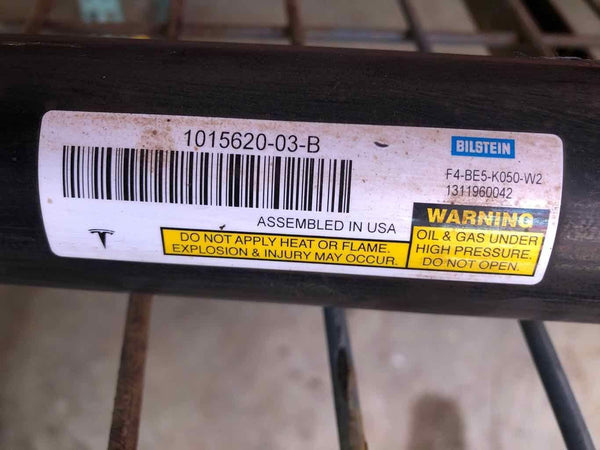 1015620-03-B
BILSTEIN
F4-BE5-K050-W2
1311960042
ASSEMBLED IN USA
DO NOT APPLY HEAT OR FLAME.
EXPLOSION & INJURY MAY OCCUR.
WARNING
OIL & GAS UNDER
HIGH PRESSURE.
DO NOT OPEN.